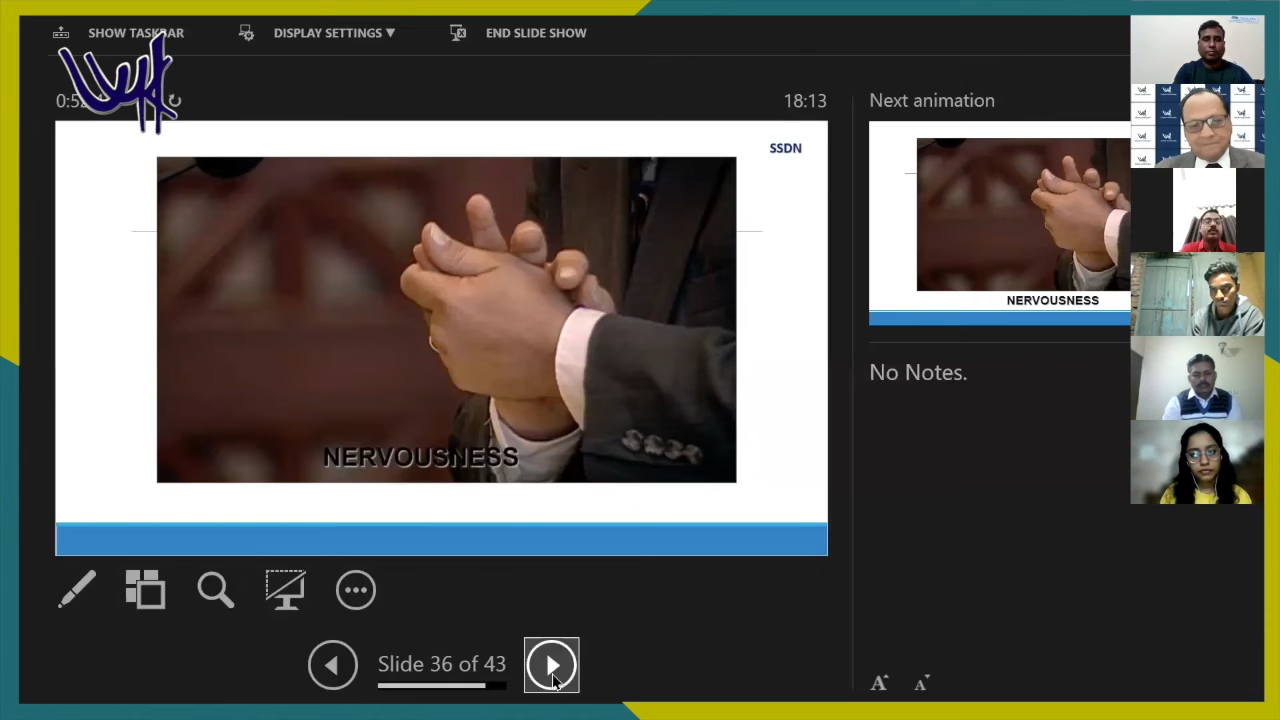 SHOW TASKBAR
DISPLAY SETTINGS ▼
END SLIDE SHOW
18:13
Next animation
SSDN
NERVOUSNESS
NERVOUSNESS
No Notes.
Slide 36 of 43
A A